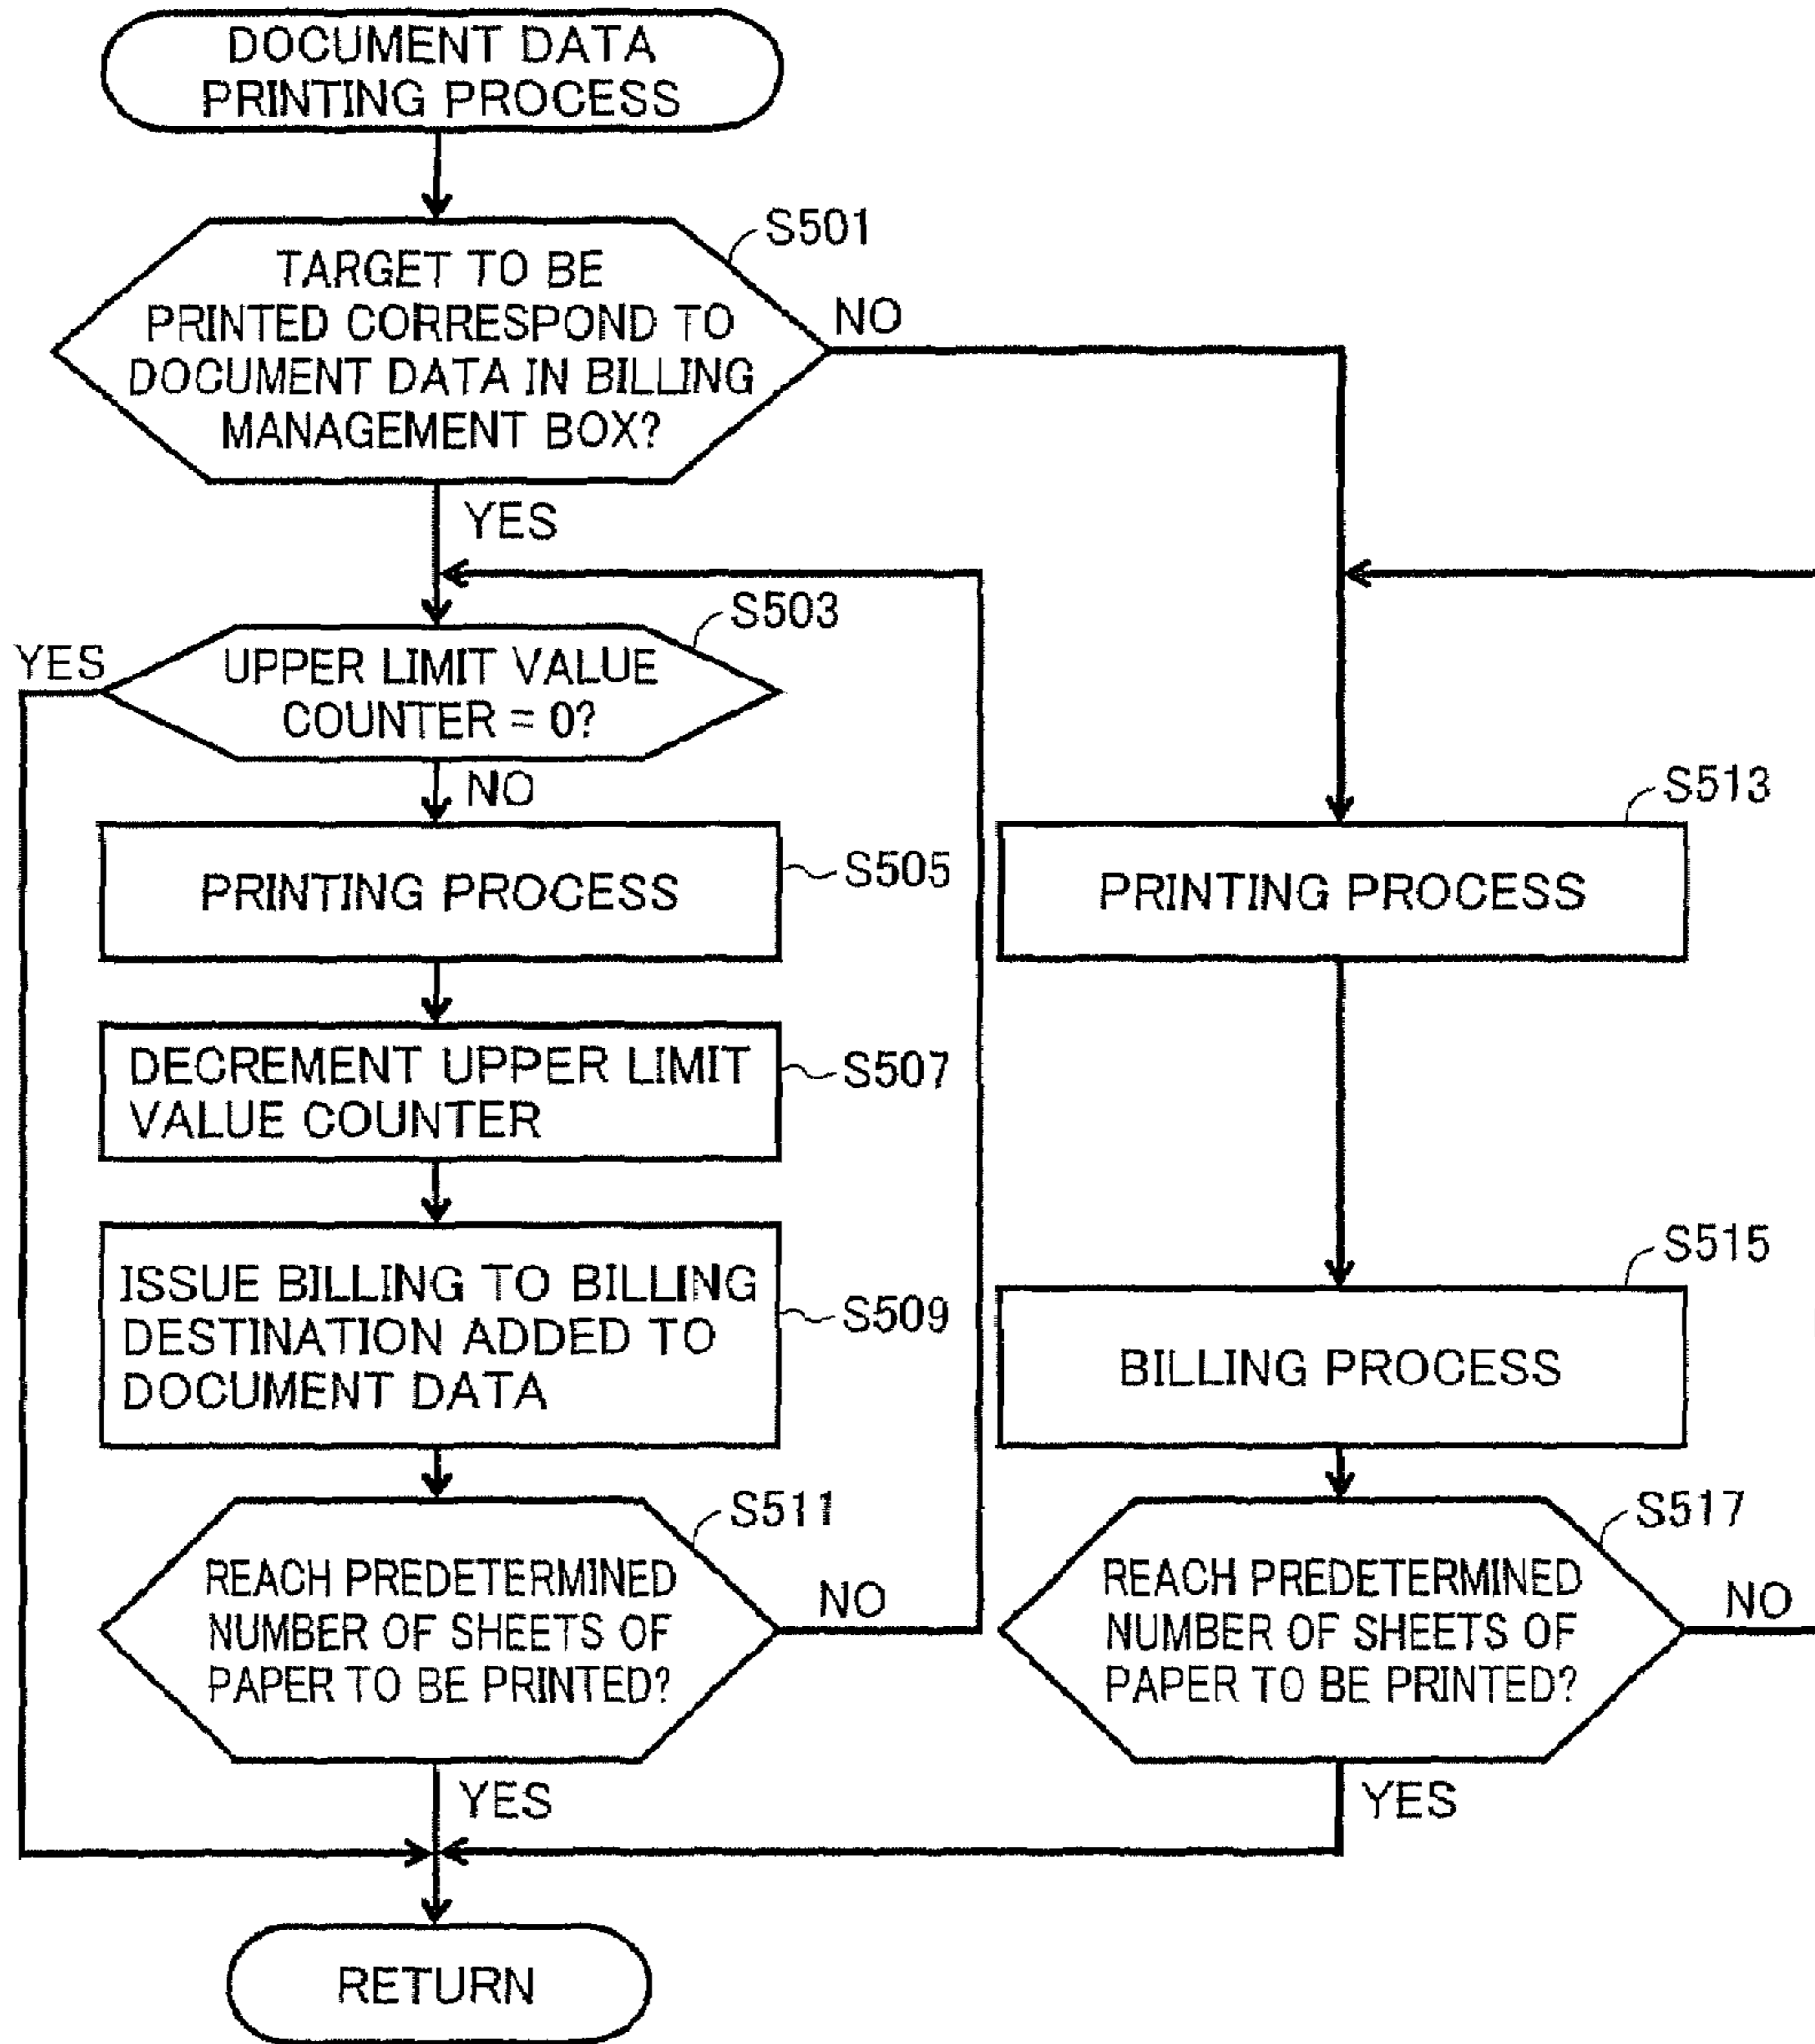 DOCUMENT DATA
PRINTING PROCESS
S501
TARGET TO BE
PRINTED CORRESPOND TO
DOCUMENT DATA IN BILLING
MANAGEMENT BOX?
NO
YES
S503
YES
UPPER LIMIT VALUE
COUNTER = 0?
NO
S505
PRINTING PROCESS
S507
DECREMENT UPPER LIMIT
VALUE COUNTER
S509
ISSUE BILLING TO BILLING
DESTINATION ADDED TO
DOCUMENT DATA
S511
REACH PREDETERMINED
NUMBER OF SHEETS OF
PAPER TO BE PRINTED?
NO
YES
S513
PRINTING PROCESS
S515
BILLING PROCESS
S517
REACH PREDETERMINED
NUMBER OF SHEETS OF
PAPER TO BE PRINTED?
NO
YES
RETURN